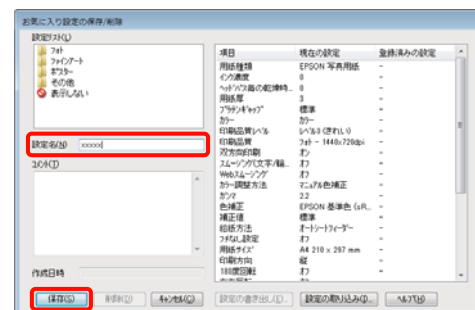 お気に入り設定の保存/削除
設定リスト(L)
フォト
ファインアート
ポスター
その他
表示しない
設定名(N) xxxxx
コメント(T)
作成日時
項目 現在の設定 登録済みの設定
用紙種類 EPSON 写真用紙 -
インク濃度 0 -
ヘッドパス毎の乾燥時... 0 -
用紙厚 3 -
プラテンギャップ 標準 -
カラー カラー -
印刷品質レベル レベル3 (きれい) -
印刷品質 フォト - 1440x720dpi -
双方向印刷 オン -
スムージング(文字/輪... オフ -
Webスムージング オフ -
カラー調整方法 マニュアル色補正 -
ガンマ 2.2 -
色補正 EPSON 基準色 (sR... -
補正値 標準 -
給紙方法 オートシートフィーダー -
フチなし設定 オフ -
用紙サイズ A4 210 x 297 mm -
印刷方向 縦 -
180度回転 オフ -
保存(S) 削除(D) キャンセル(C) 設定の書き出し(E)... 設定の取り込み(I)... ヘルプ(H)